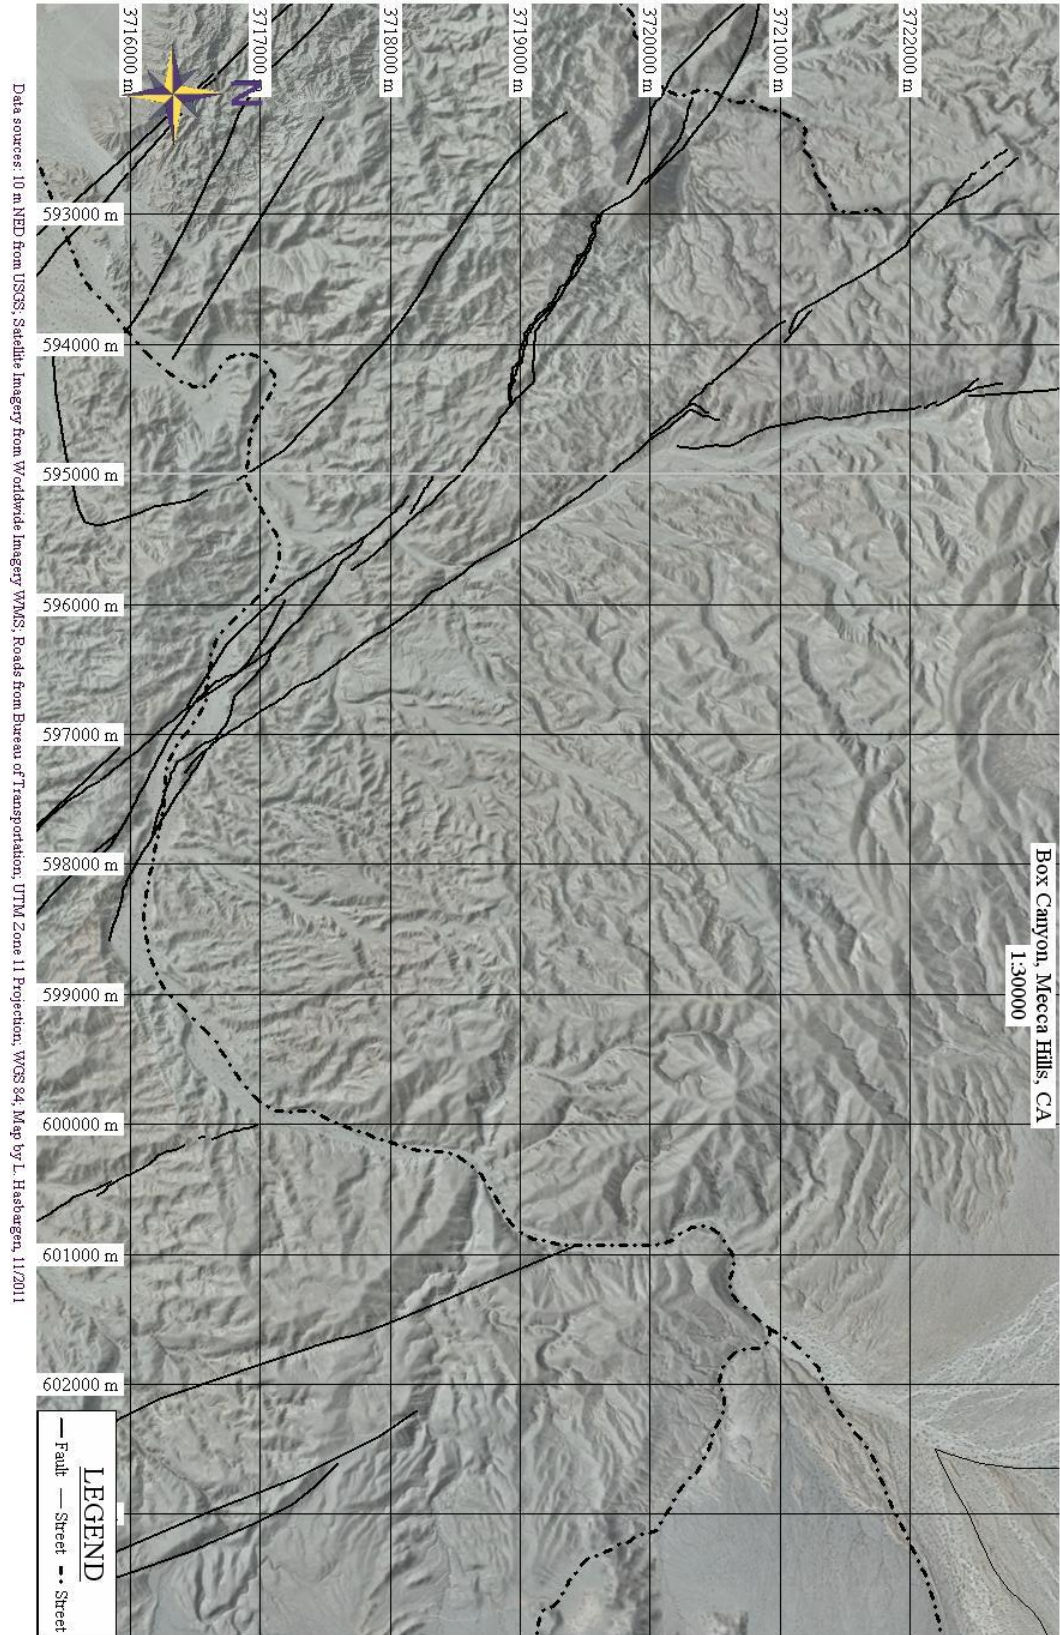 Box Canyon, Mecca Hills, CA
1:30000
3716000 m
3717000 m
3718000 m
3719000 m
3720000 m
3721000 m
3722000 m
N
593000 m
594000 m
595000 m
596000 m
597000 m
598000 m
599000 m
600000 m
601000 m
602000 m
LEGEND
Fault Street Street
Data sources: 10 m NED from USGS; Satellite Imagery from Worldwide Imagery WMS; Roads from Bureau of Transportation; UTM Zone 11 Projection; WGS 84; Map by L. Hasbargen, 11/2011